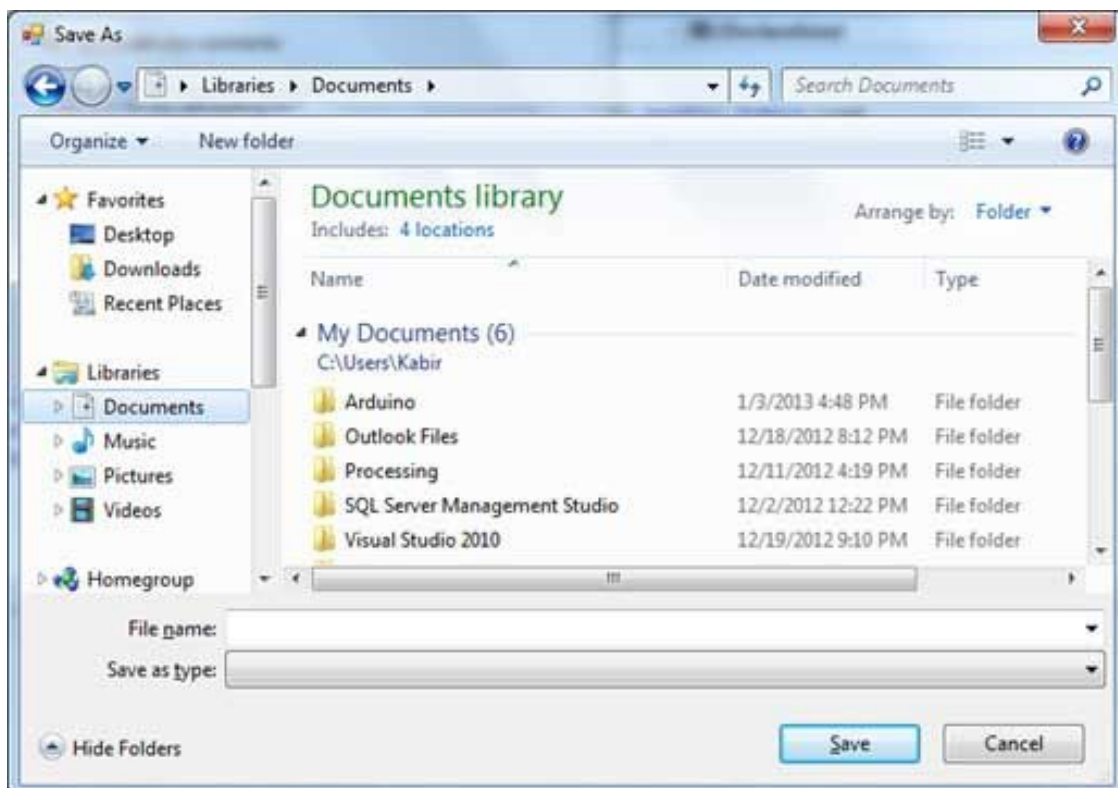 Save As
Libraries Documents
Search Documents
Organize New folder
Favorites
Desktop
Downloads
Recent Places
Libraries
Documents
Music
Pictures
Videos
Homegroup
Documents library
Includes: 4 locations
Arrange by: Folder
Name Date modified Type
My Documents (6)
C:\Users\Kabir
Arduino 1/3/2013 4:48 PM File folder
Outlook Files 12/18/2012 8:12 PM File folder
Processing 12/11/2012 4:19 PM File folder
SQL Server Management Studio 12/2/2012 12:22 PM File folder
Visual Studio 2010 12/19/2012 9:10 PM File folder
File name:
Save as type:
Hide Folders
Save
Cancel